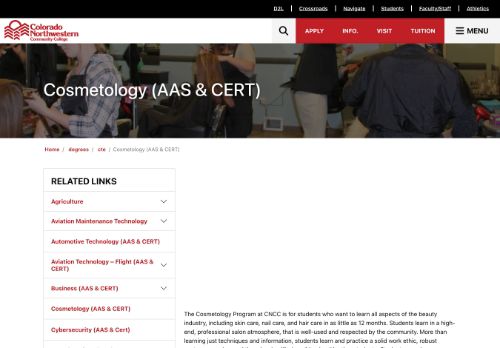 D2L | Crossroads | Navigate | Students | Faculty/Staff | Athletics
Colorado
Northwestern
Community College
APPLY INFO. VISIT TUITION MENU
Cosmetology (AAS & CERT)
Home / degrees / cte / Cosmetology (AAS & CERT)
RELATED LINKS
Agriculture
Aviation Maintenance Technology
Automotive Technology (AAS & CERT)
Aviation Technology – Flight (AAS &
CERT)
Business (AAS & CERT)
Cosmetology (AAS & CERT)
Cybersecurity (AAS & Cert)
The Cosmetology Program at CNCC is for students who want to learn all aspects of the beauty
industry, including skin care, nail care, and hair care in as little as 12 months. Students learn in a high-
end, professional salon atmosphere, that is well-used and respected by the community. More than
learning just techniques and information, students learn and practice a solid work ethic, robust